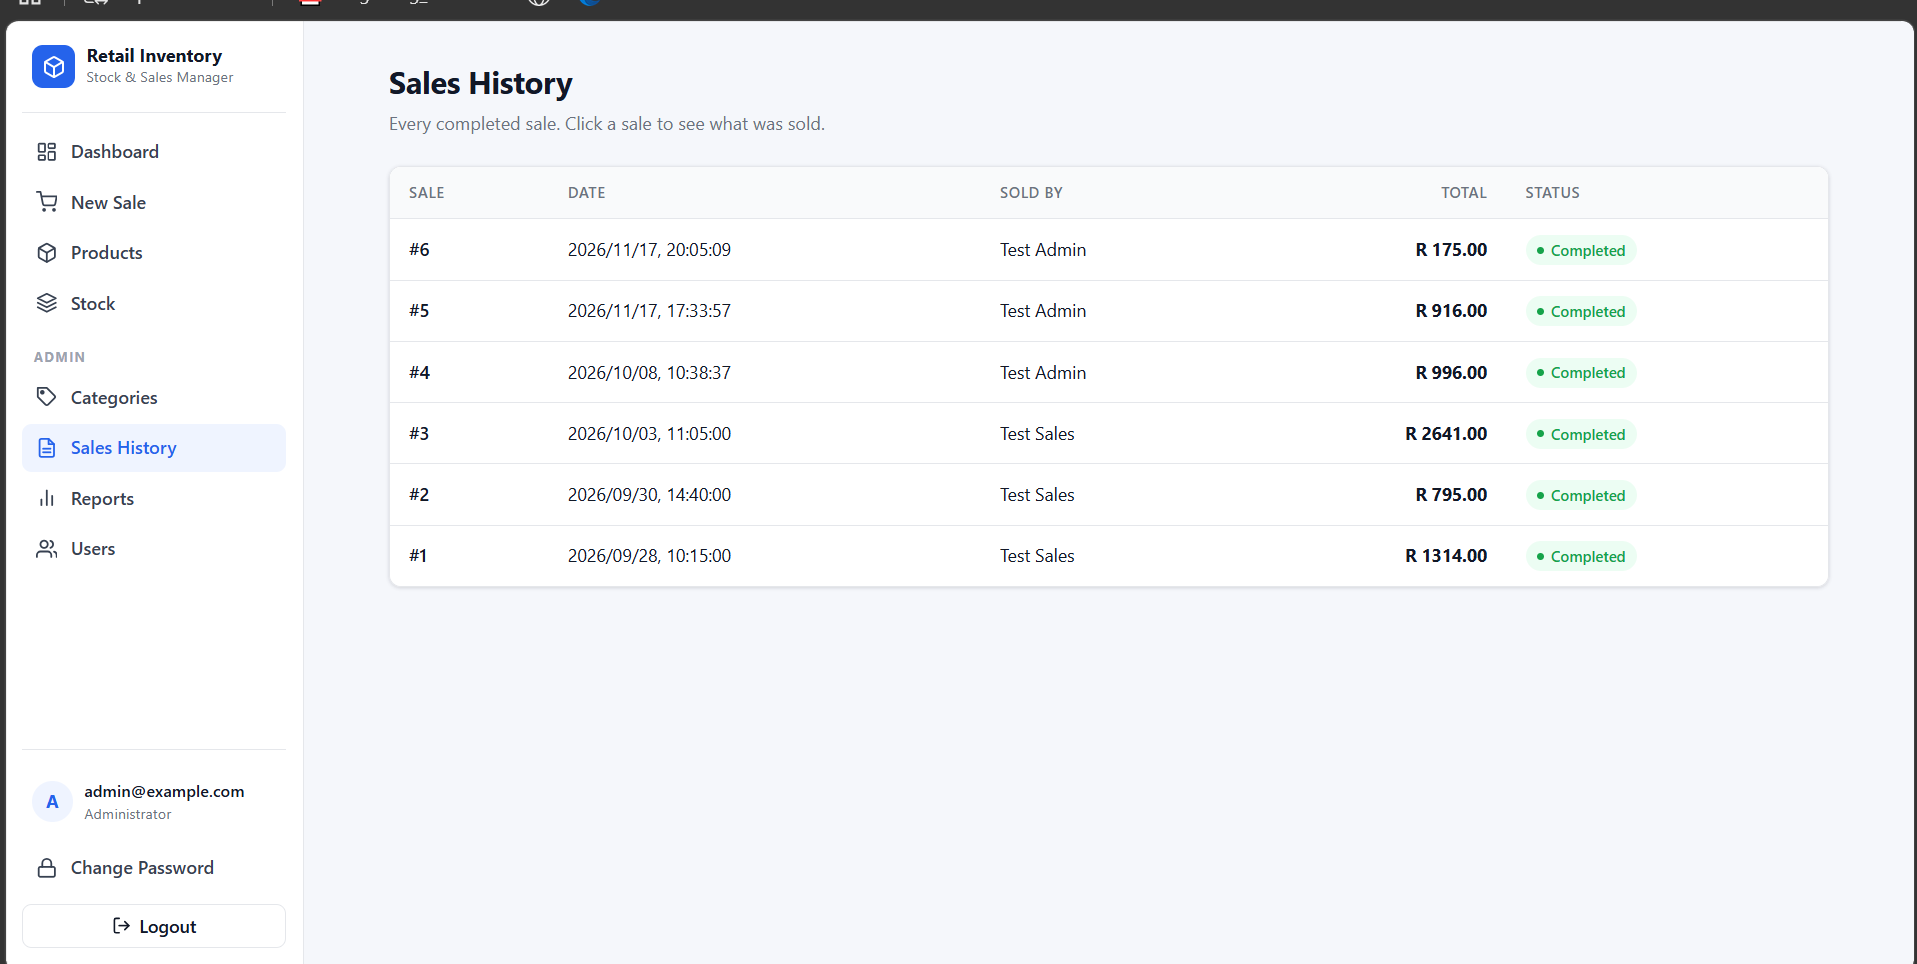 Retail Inventory
Stock & Sales Manager
Dashboard
New Sale
Products
Stock
ADMIN
Categories
Sales History
Reports
Users
A
admin@example.com
Administrator
Change Password
Logout
Sales History
Every completed sale. Click a sale to see what was sold.
SALE DATE SOLD BY TOTAL STATUS
#6 2026/11/17, 20:05:09 Test Admin R 175.00 Completed
#5 2026/11/17, 17:33:57 Test Admin R 916.00 Completed
#4 2026/10/08, 10:38:37 Test Admin R 996.00 Completed
#3 2026/10/03, 11:05:00 Test Sales R 2641.00 Completed
#2 2026/09/30, 14:40:00 Test Sales R 795.00 Completed
#1 2026/09/28, 10:15:00 Test Sales R 1314.00 Completed